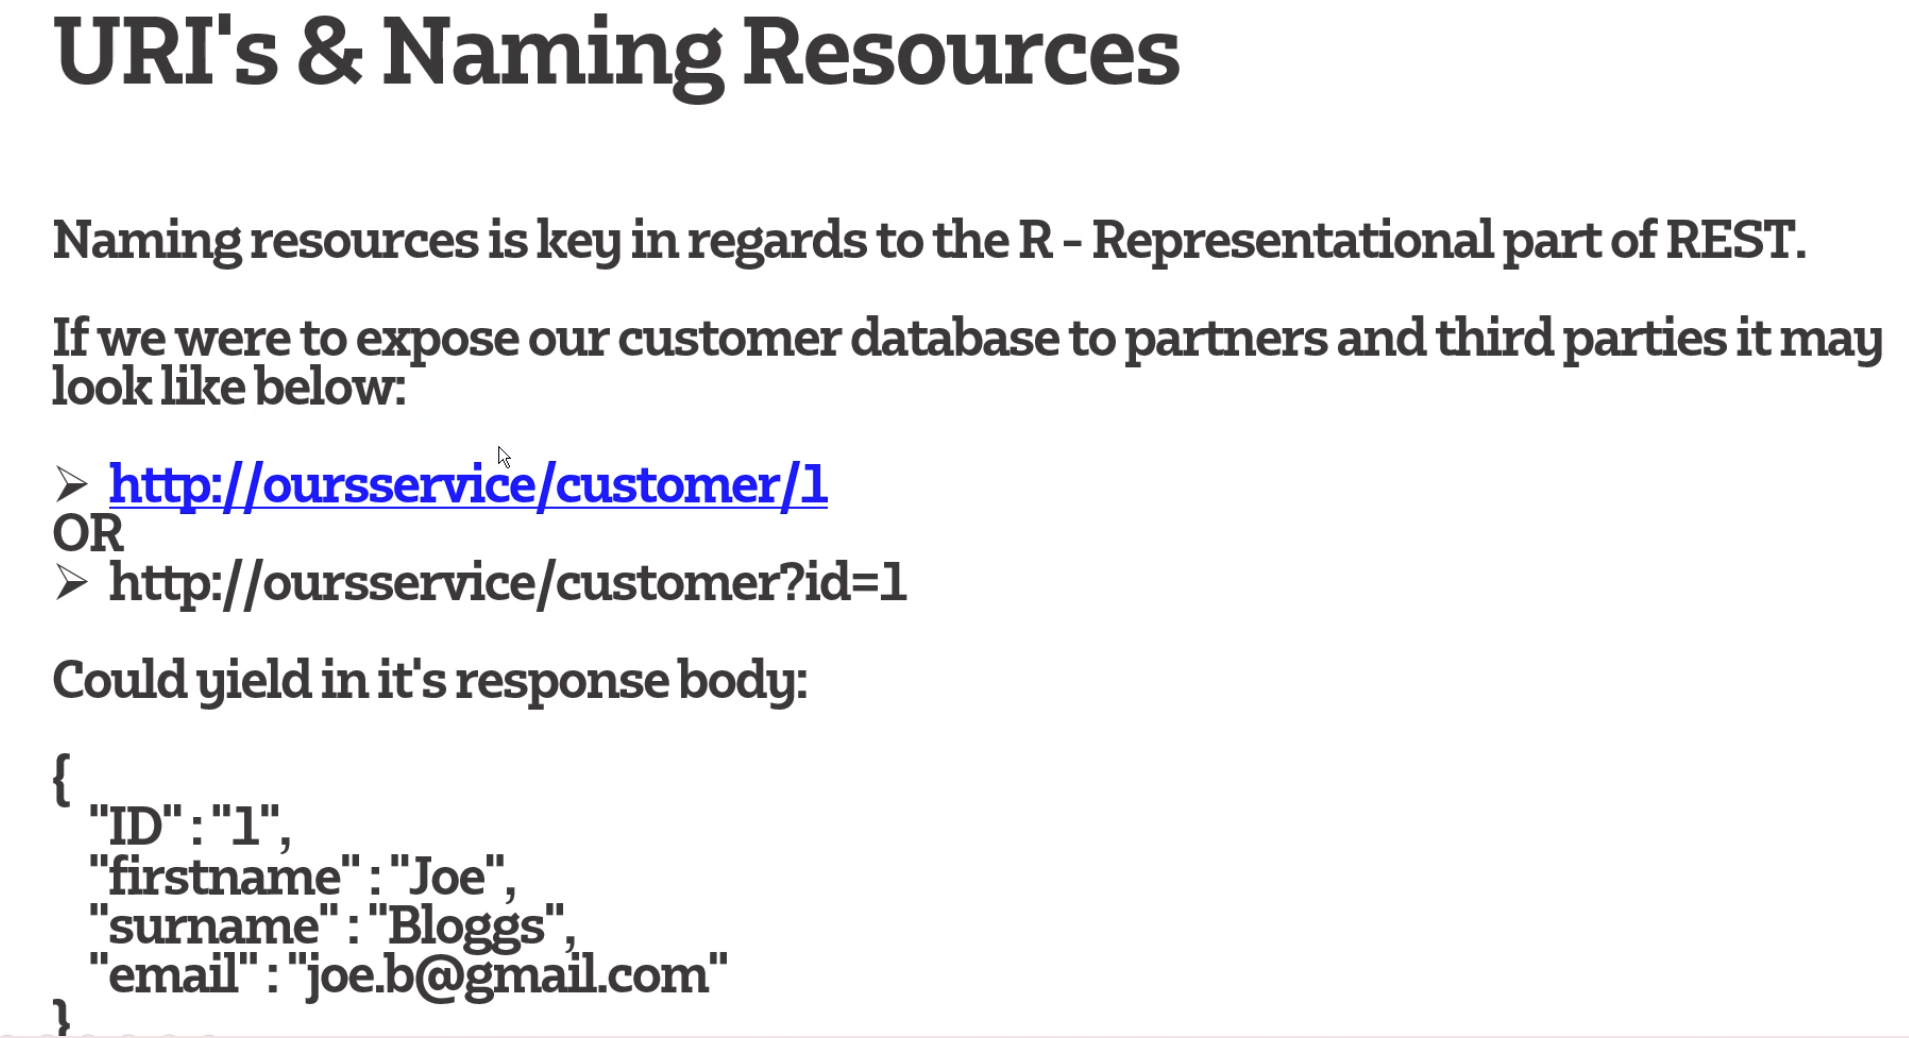 URI's & Naming Resources
Naming resources is key in regards to the R - Representational part of REST.
If we were to expose our customer database to partners and third parties it may
look like below:
➢ http://oursservice/customer/1
OR
➢ http://oursservice/customer?id=1
Could yield in it's response body:
{
"ID" : "1",
"firstname" : "Joe",
"surname" : "Bloggs",
"email" : "joe.b@gmail.com"
}